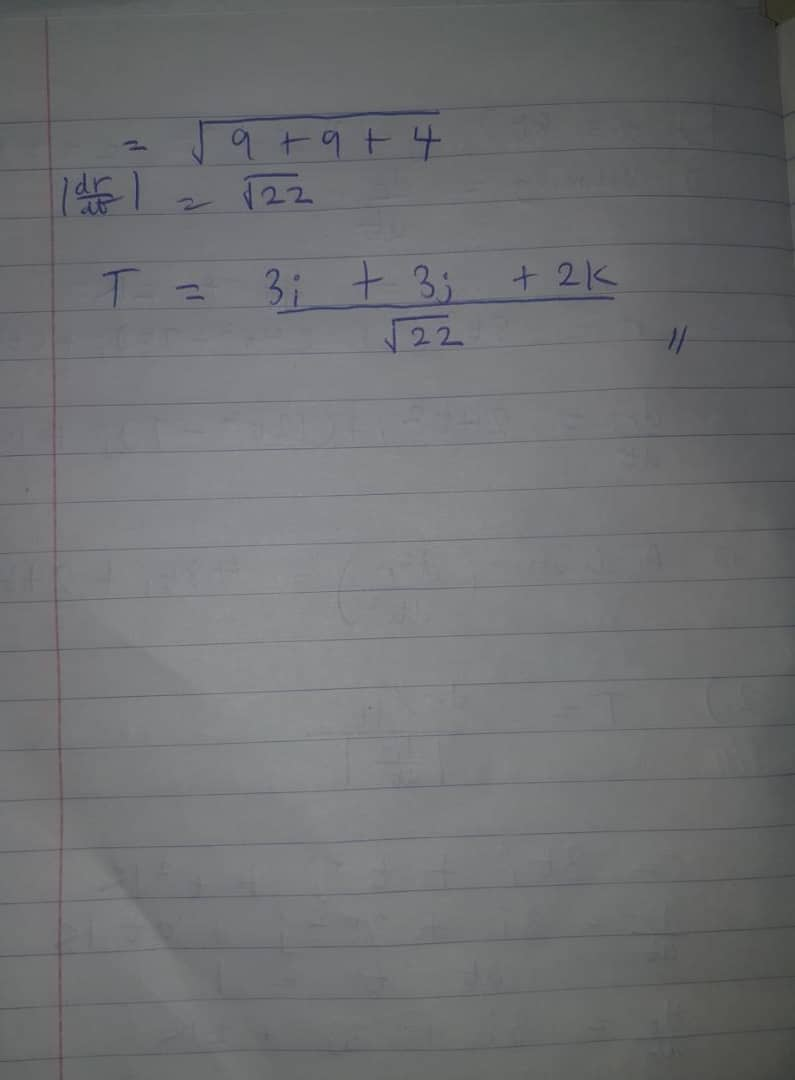 = √9 + 9 + 4
|dr/dt| = √22
T = 3i + 3j + 2k
√22 //